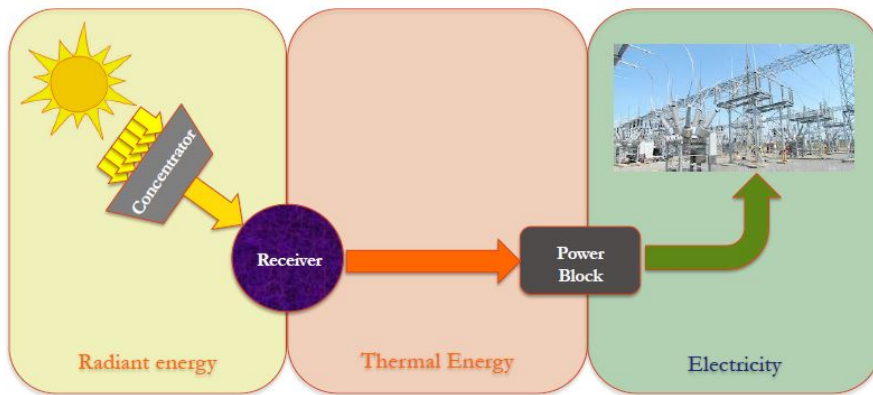 Concentrator
Receiver
Power
Block
Radiant energy
Thermal Energy
Electricity